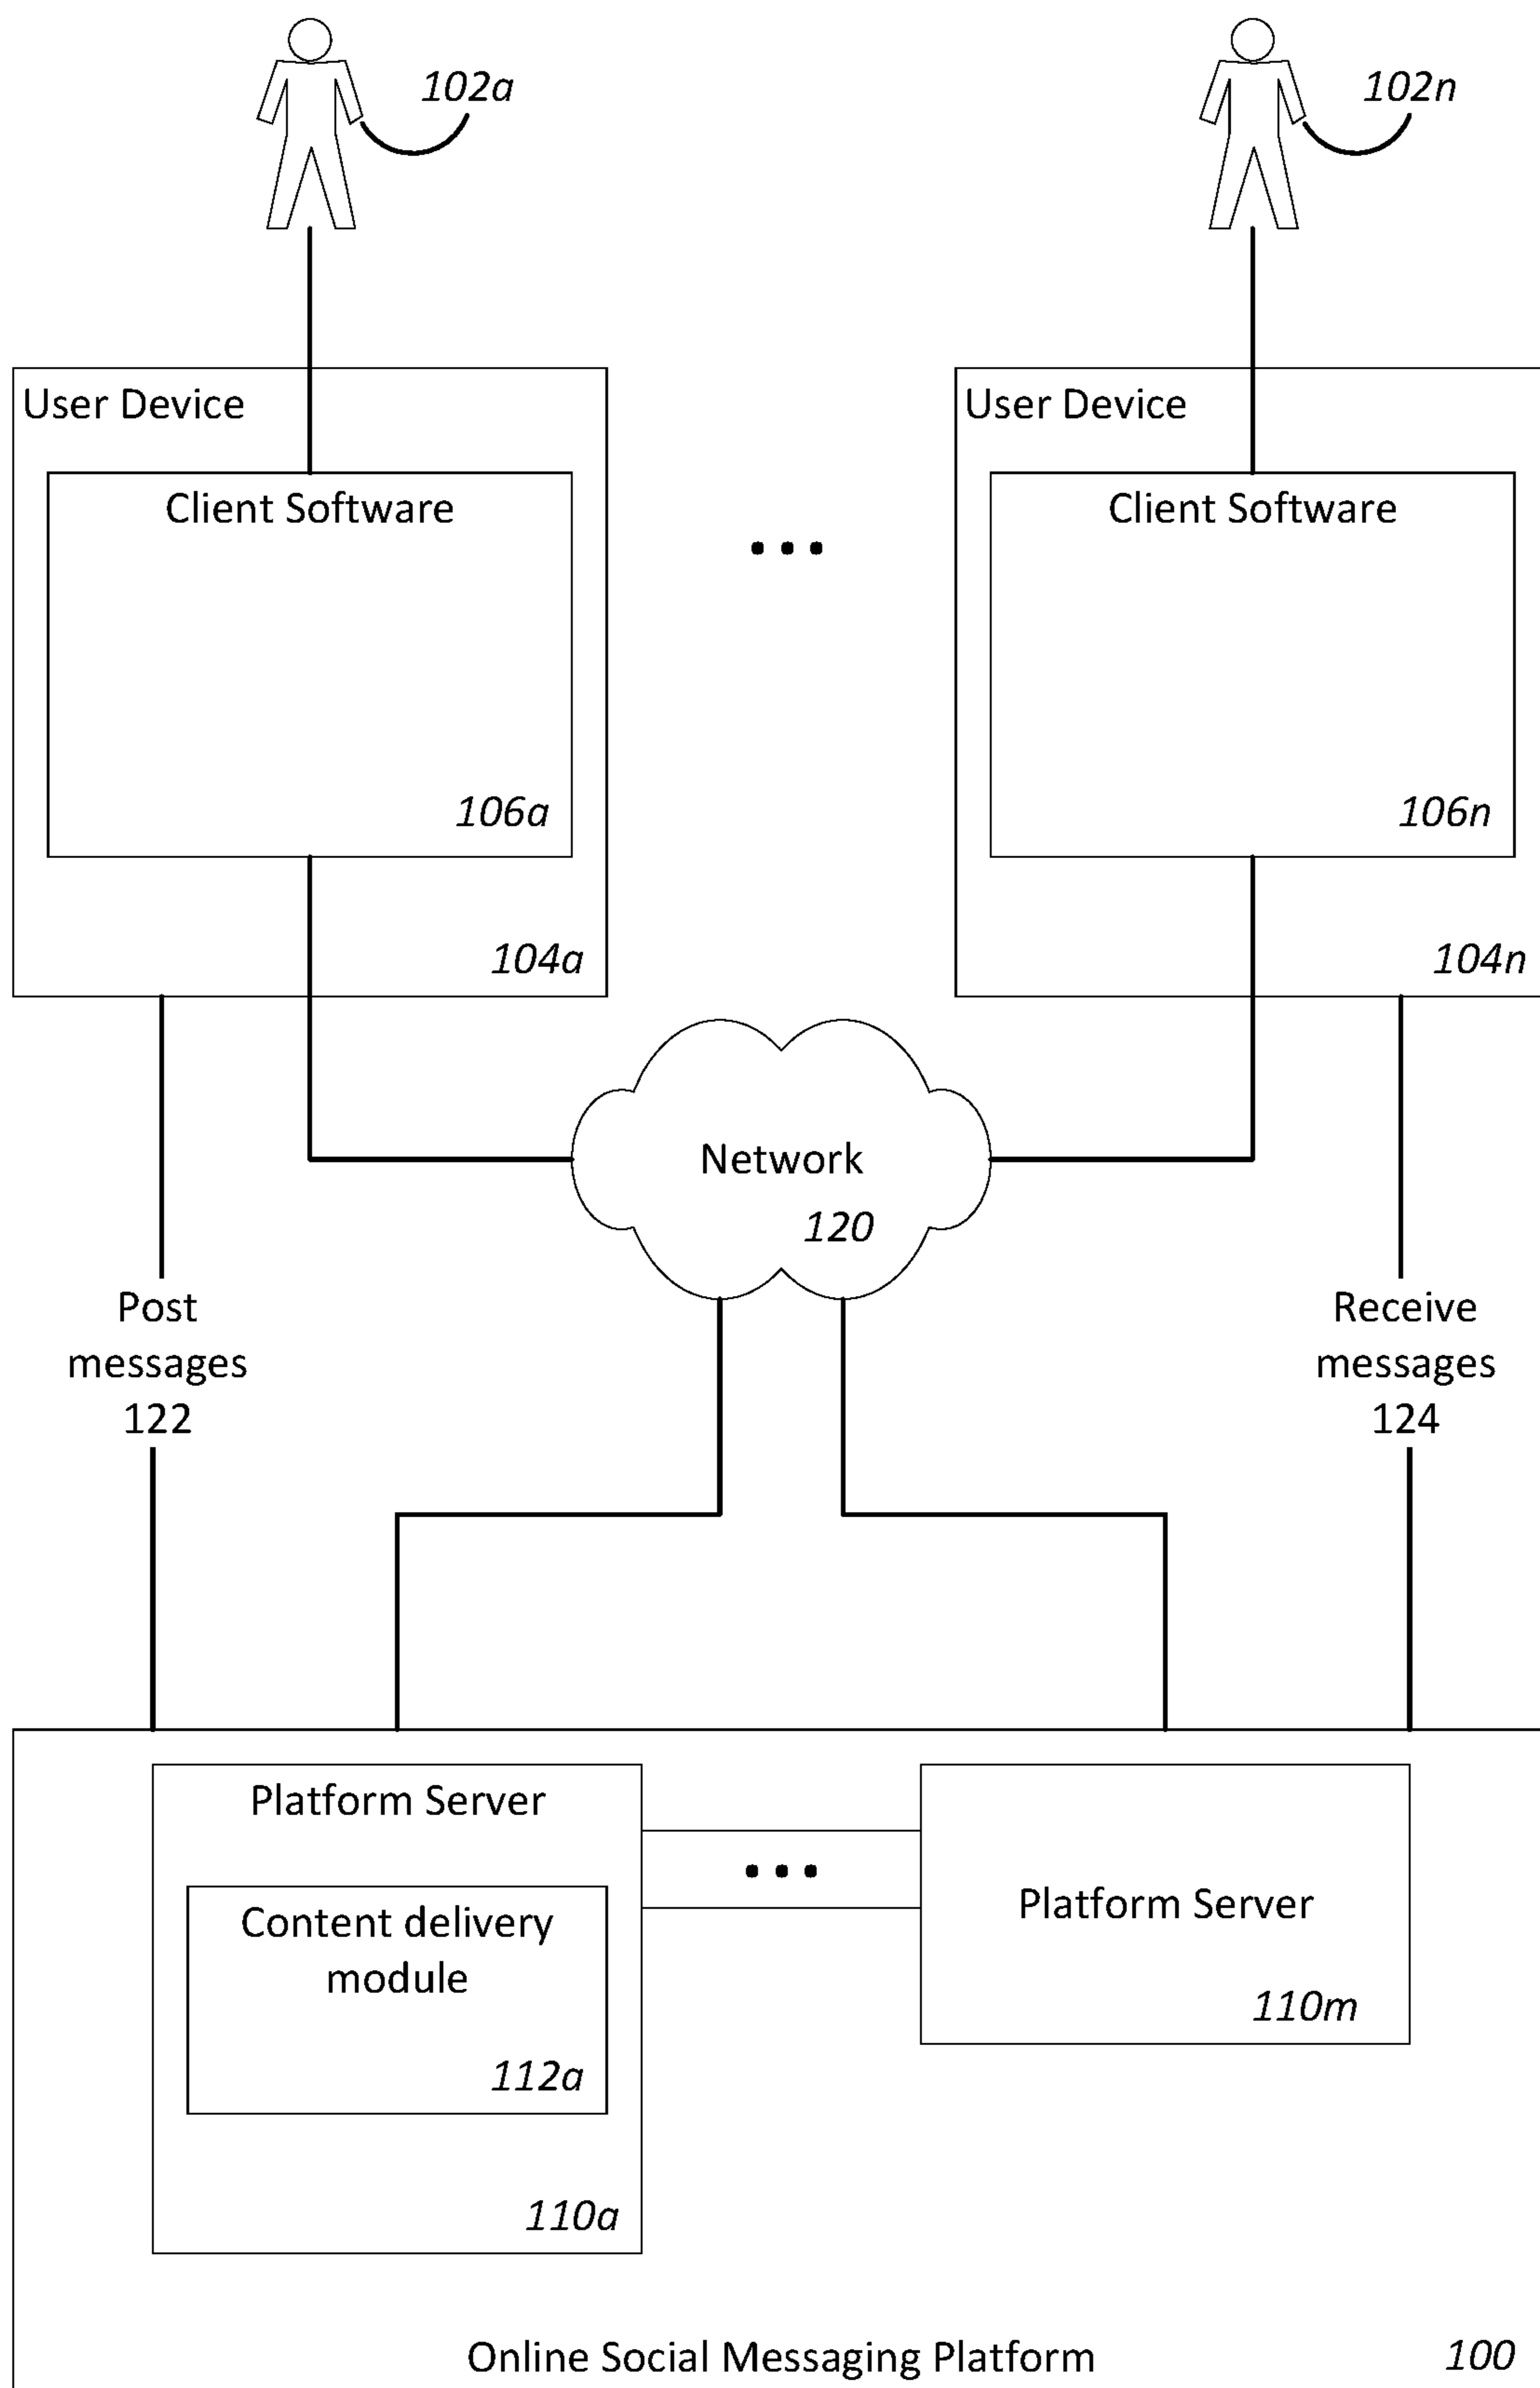 102a
102n
User Device
Client Software
106a
104a
...
User Device
Client Software
106n
104n
Network
120
Post
messages
122
Receive
messages
124
Platform Server
Content delivery
module
112a
110a
...
Platform Server
110m
Online Social Messaging Platform
100